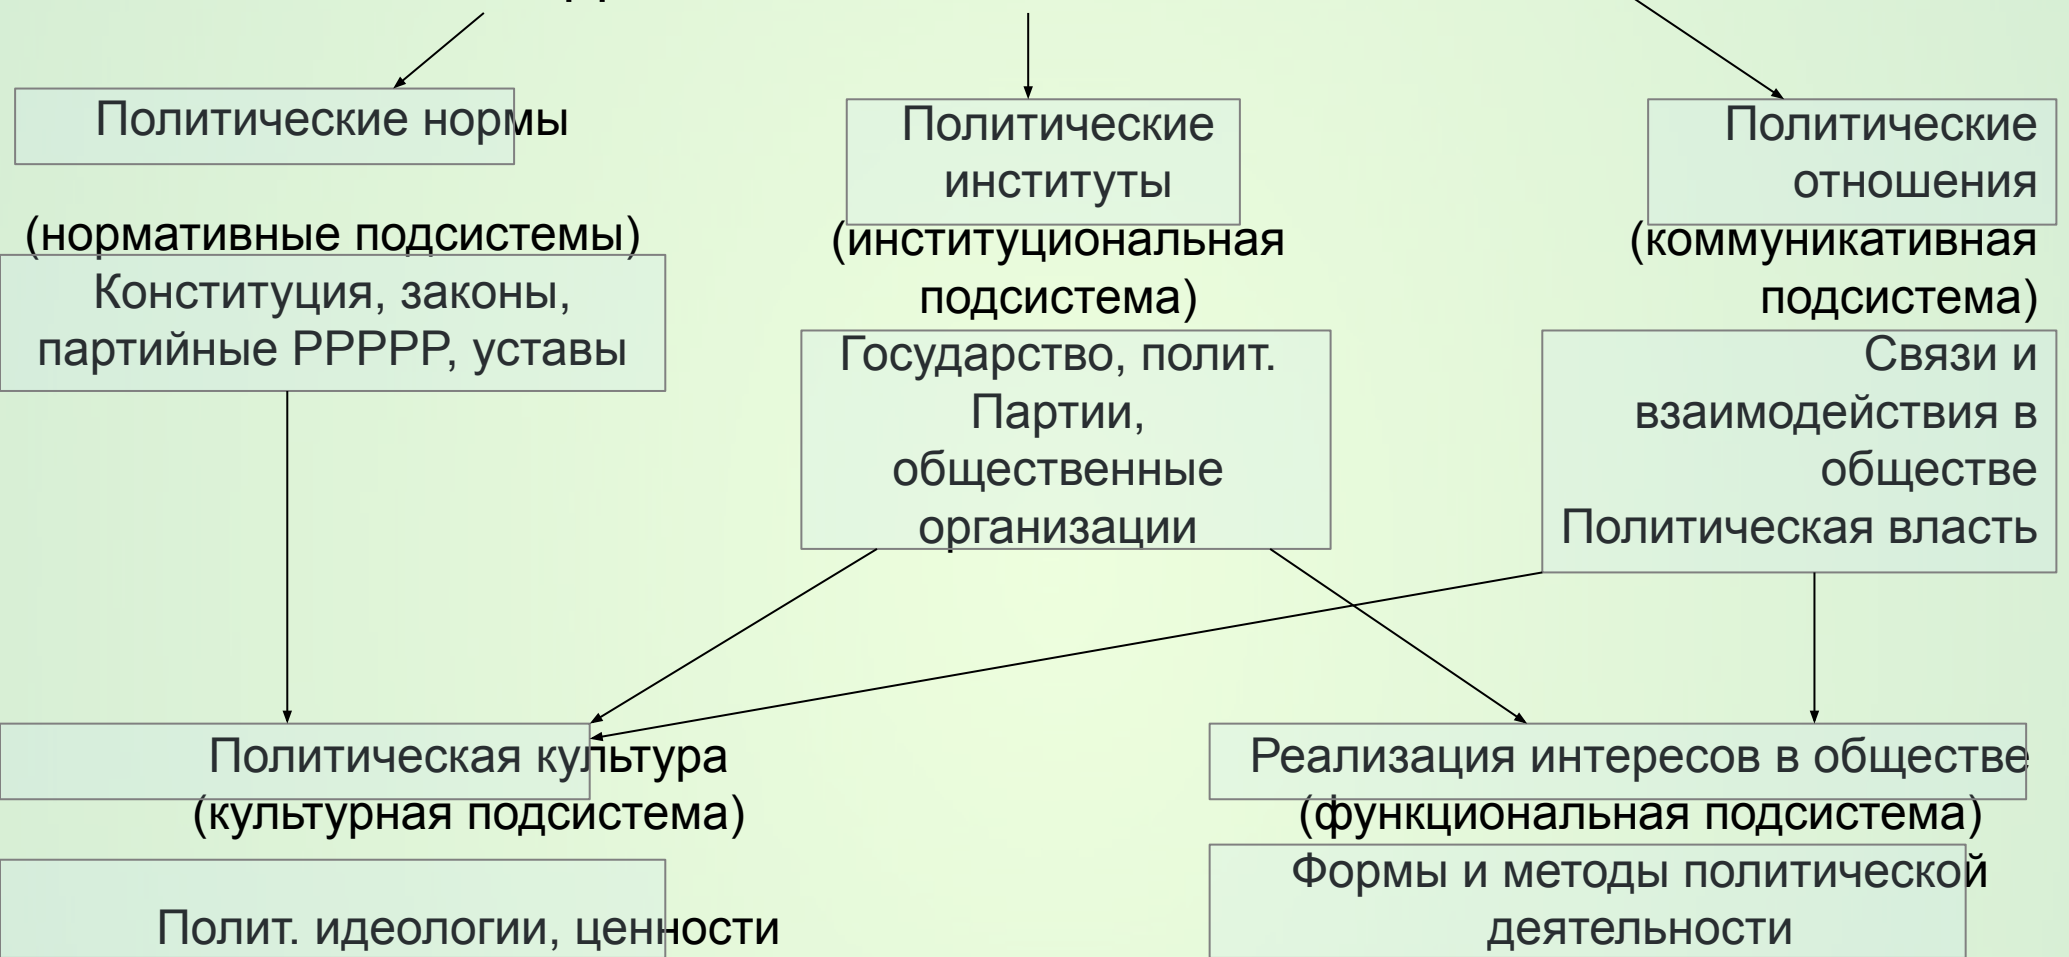 Политические нормы
(нормативные подсистемы)
Конституция, законы,
партийные РРРРР, уставы
Политические
институты
(институциональная
подсистема)
Государство, полит.
Партии,
общественные
организации
Политические
отношения
(коммуникативная
подсистема)
Связи и
взаимодействия в
обществе
Политическая власть
Политическая культура
(культурная подсистема)
Полит. идеологии, ценности
Реализация интересов в обществе
(функциональная подсистема)
Формы и методы политической
деятельности